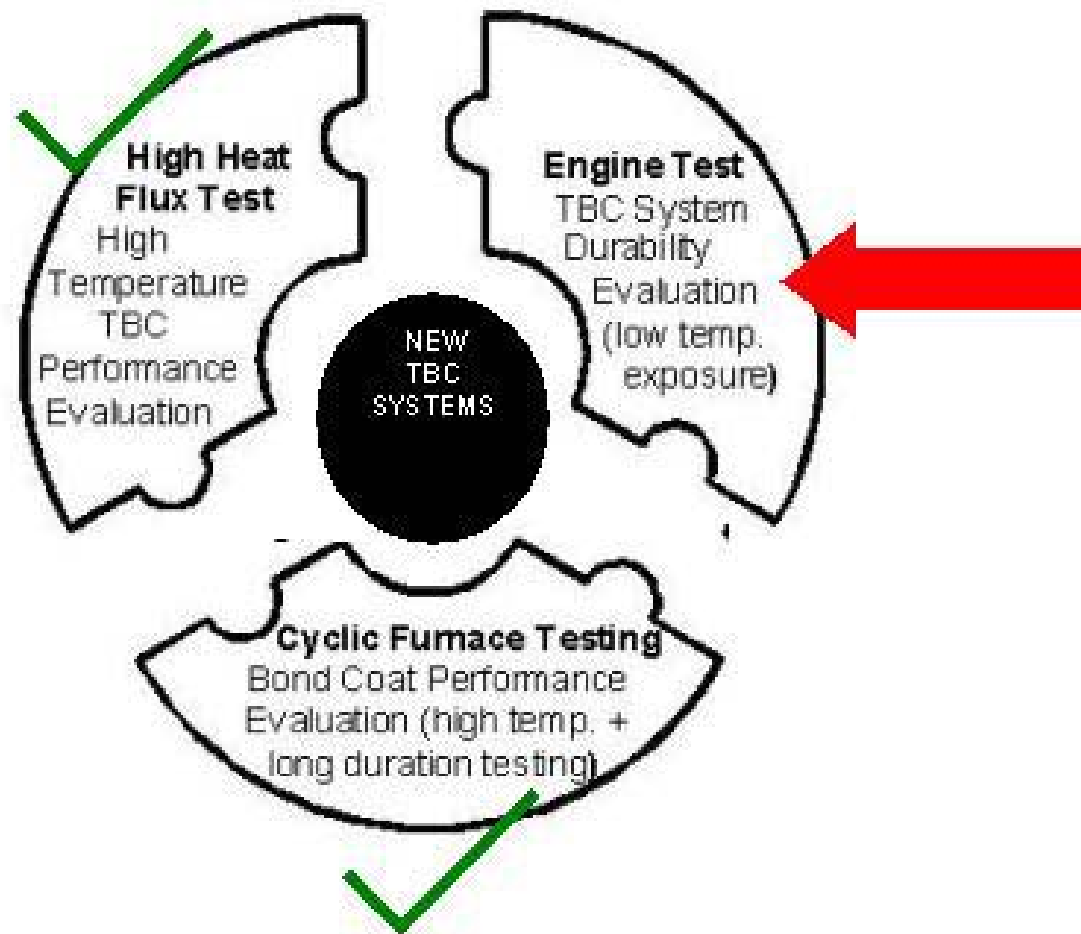 High Heat
Flux Test
High
Temperature
TBC
Performance
Evaluation
Engine Test
TBC System
Durability
Evaluation
(low temp.
exposure)
NEW
TBC
SYSTEMS
Cyclic Furnace Testing
Bond Coat Performance
Evaluation (high temp. +
long duration testing)